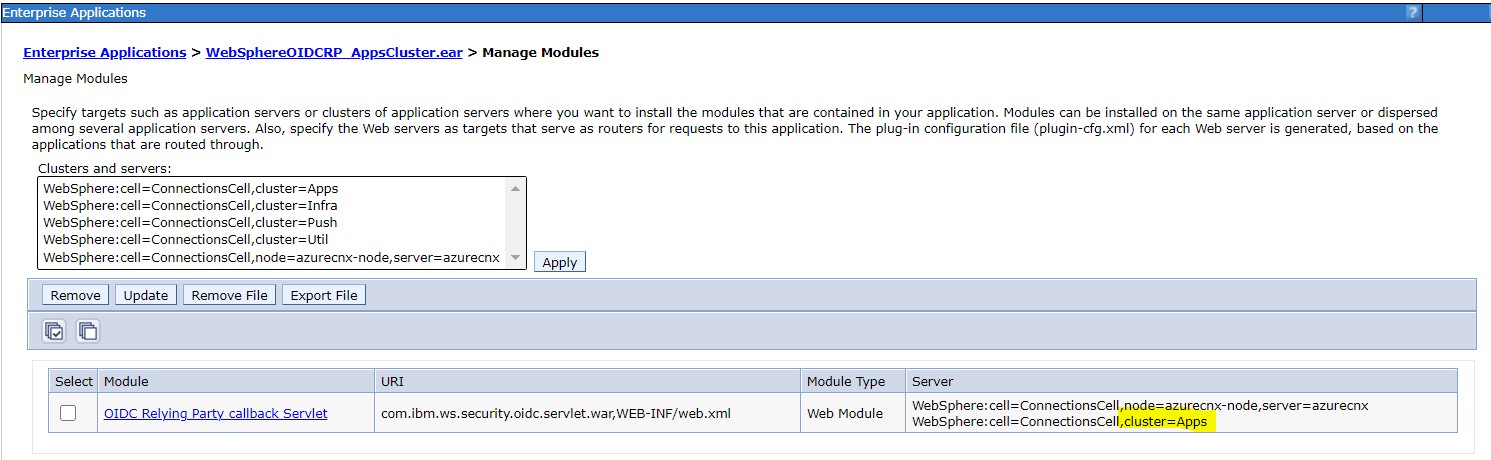 Enterprise Applications ?
Enterprise Applications > WebSphereOIDCRP_AppsCluster.ear > Manage Modules
Manage Modules
Specify targets such as application servers or clusters of application servers where you want to install the modules that are contained in your application. Modules can be installed on the same application server or dispersed
among several application servers. Also, specify the Web servers as targets that serve as routers for requests to this application. The plug-in configuration file (plugin-cfg.xml) for each Web server is generated, based on the
applications that are routed through.
Clusters and servers:
WebSphere:cell=ConnectionsCell,cluster=Apps
WebSphere:cell=ConnectionsCell,cluster=Infra
WebSphere:cell=ConnectionsCell,cluster=Push
WebSphere:cell=ConnectionsCell,cluster=Util
WebSphere:cell=ConnectionsCell,node=azurecnx-node,server=azurecnx
Apply
Remove Update Remove File Export File
Select Module URI Module Type Server
OIDC Relying Party callback Servlet com.ibm.ws.security.oidc.servlet.war,WEB-INF/web.xml Web Module WebSphere:cell=ConnectionsCell,node=azurecnx-node,server=azurecnx
WebSphere:cell=ConnectionsCell,cluster=Apps